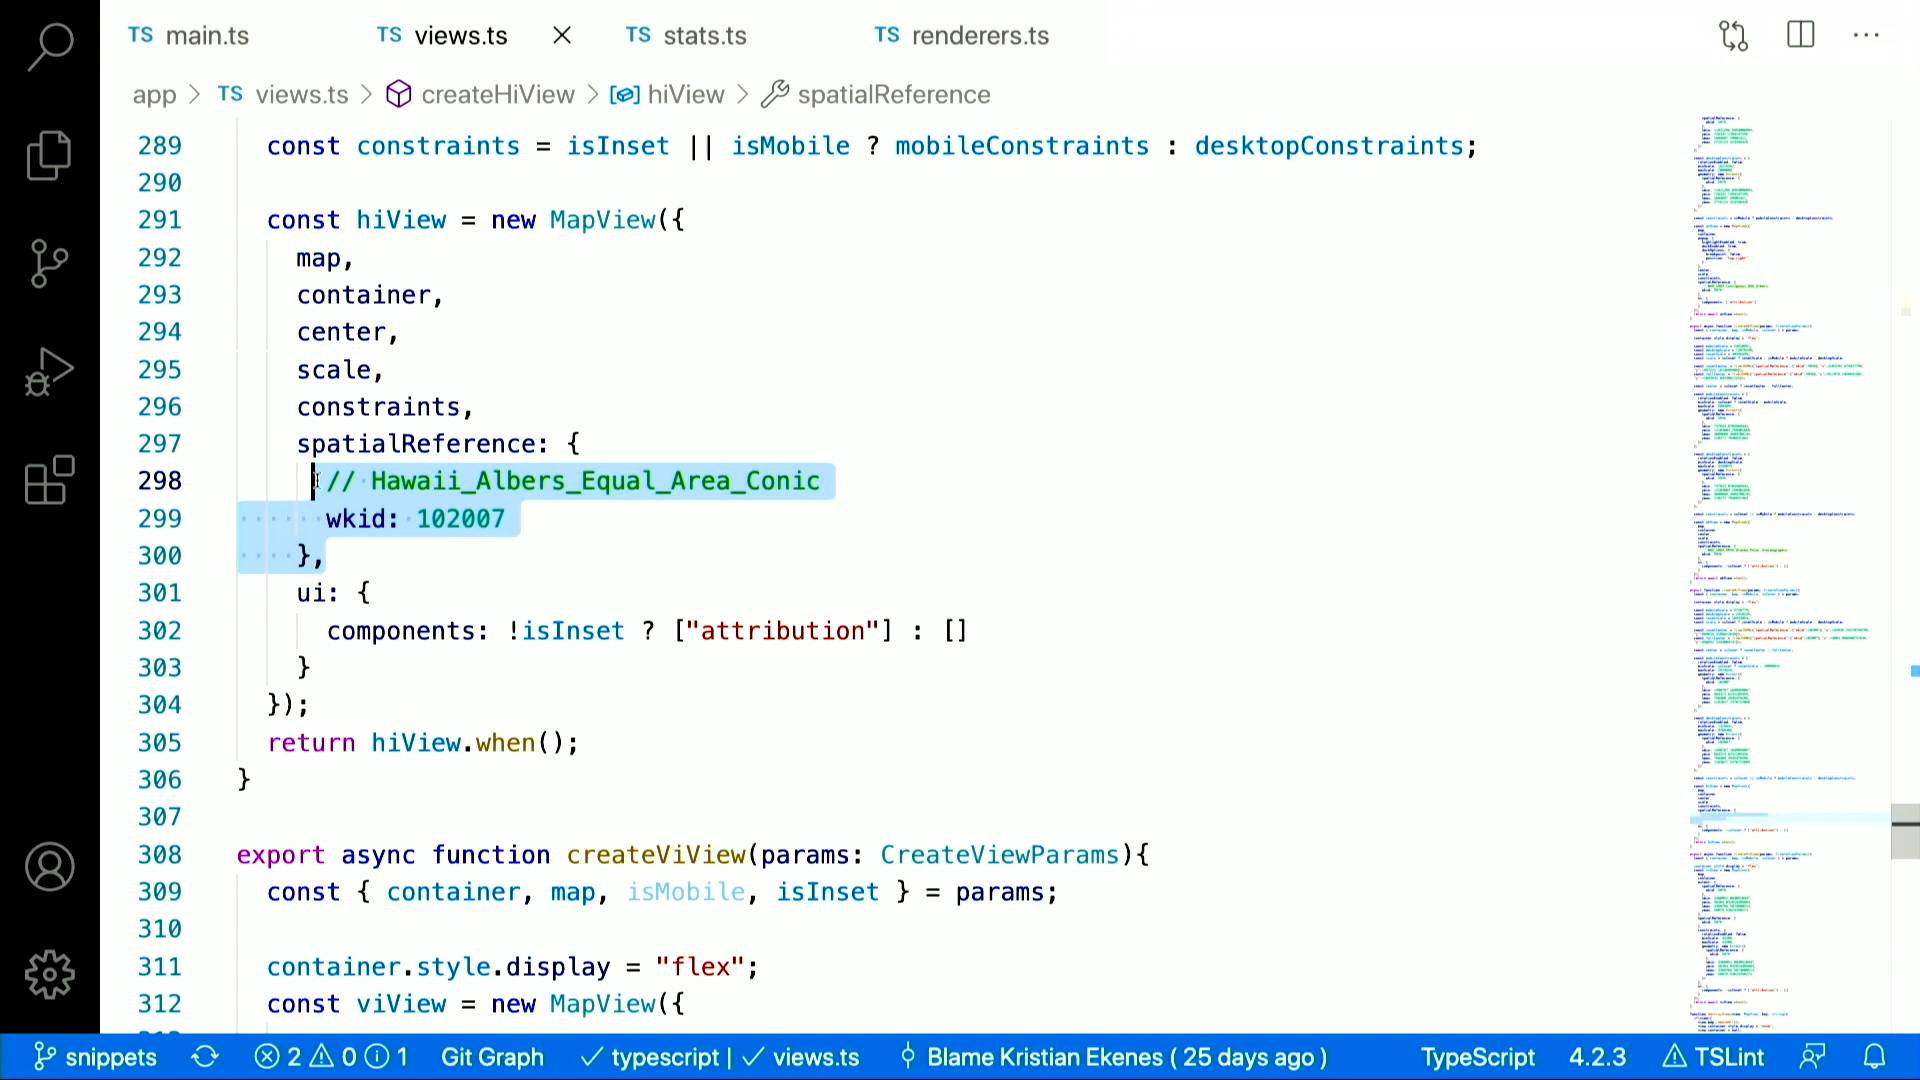 TS main.ts TS views.ts TS stats.ts TS renderers.ts
app > TS views.ts > createHiView > hiView > spatialReference
289 const constraints = isInset || isMobile ? mobileConstraints : desktopConstraints;
290
291 const hiView = new MapView({
292 map,
293 container,
294 center,
295 scale,
296 constraints,
297 spatialReference: {
298 // Hawaii_Albers_Equal_Area_Conic
299 wkid: 102007
300 },
301 ui: {
302 components: !isInset ? ["attribution"] : []
303 }
304 });
305 return hiView.when();
306 }
307
308 export async function createViView(params: CreateViewParams){
309 const { container, map, isMobile, isInset } = params;
310
311 container.style.display = "flex";
312 const viView = new MapView({
snippets 2 0 1 Git Graph ✓ typescript | ✓ views.ts Blame Kristian Ekenes ( 25 days ago ) TypeScript 4.2.3 TSLint